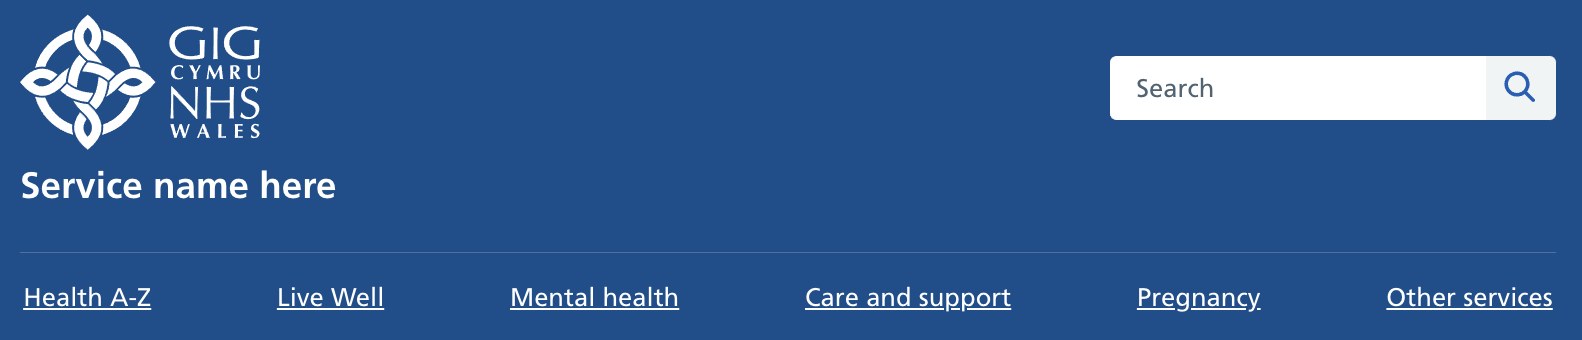 GIG
CYMRU
NHS
WALES
Service name here
Search
Health A-Z
Live Well
Mental health
Care and support
Pregnancy
Other services